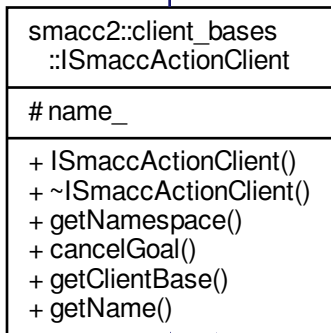 smacc2::client_bases
::ISmaccActionClient
# name_
+ ISmaccActionClient()
+ ~ISmaccActionClient()
+ getNamespace()
+ cancelGoal()
+ getClientBase()
+ getName()